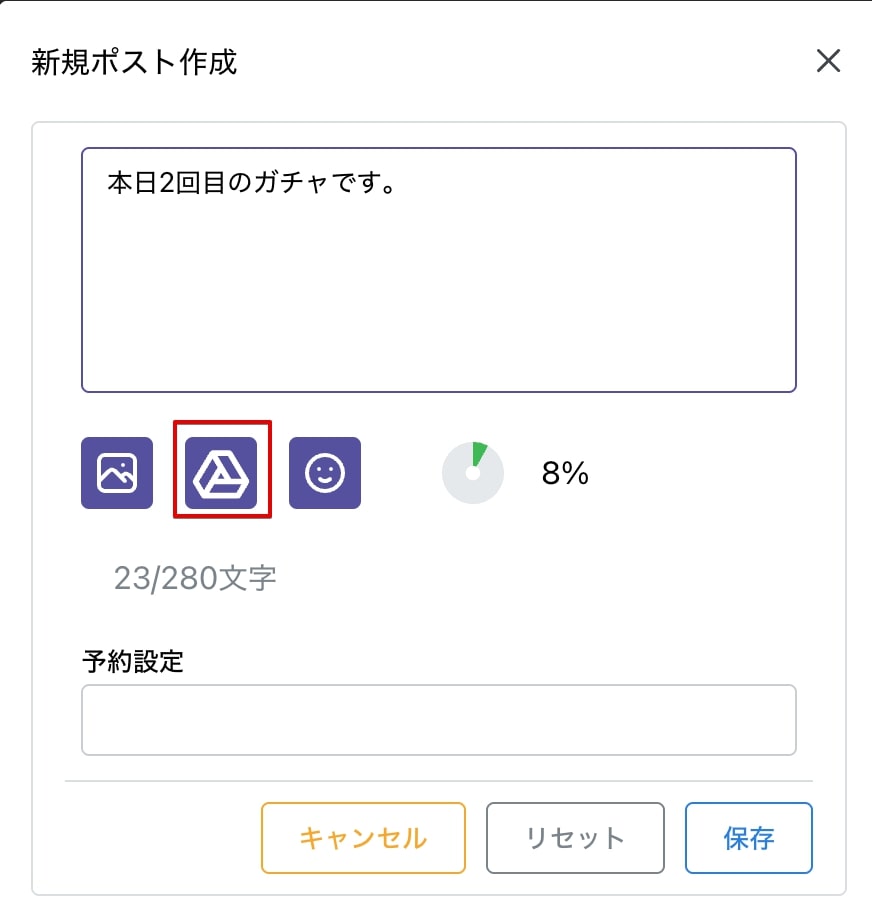 新規ポスト作成
本日2回目のガチャです。
8%
23/280文字
予約設定
キャンセル
リセット
保存